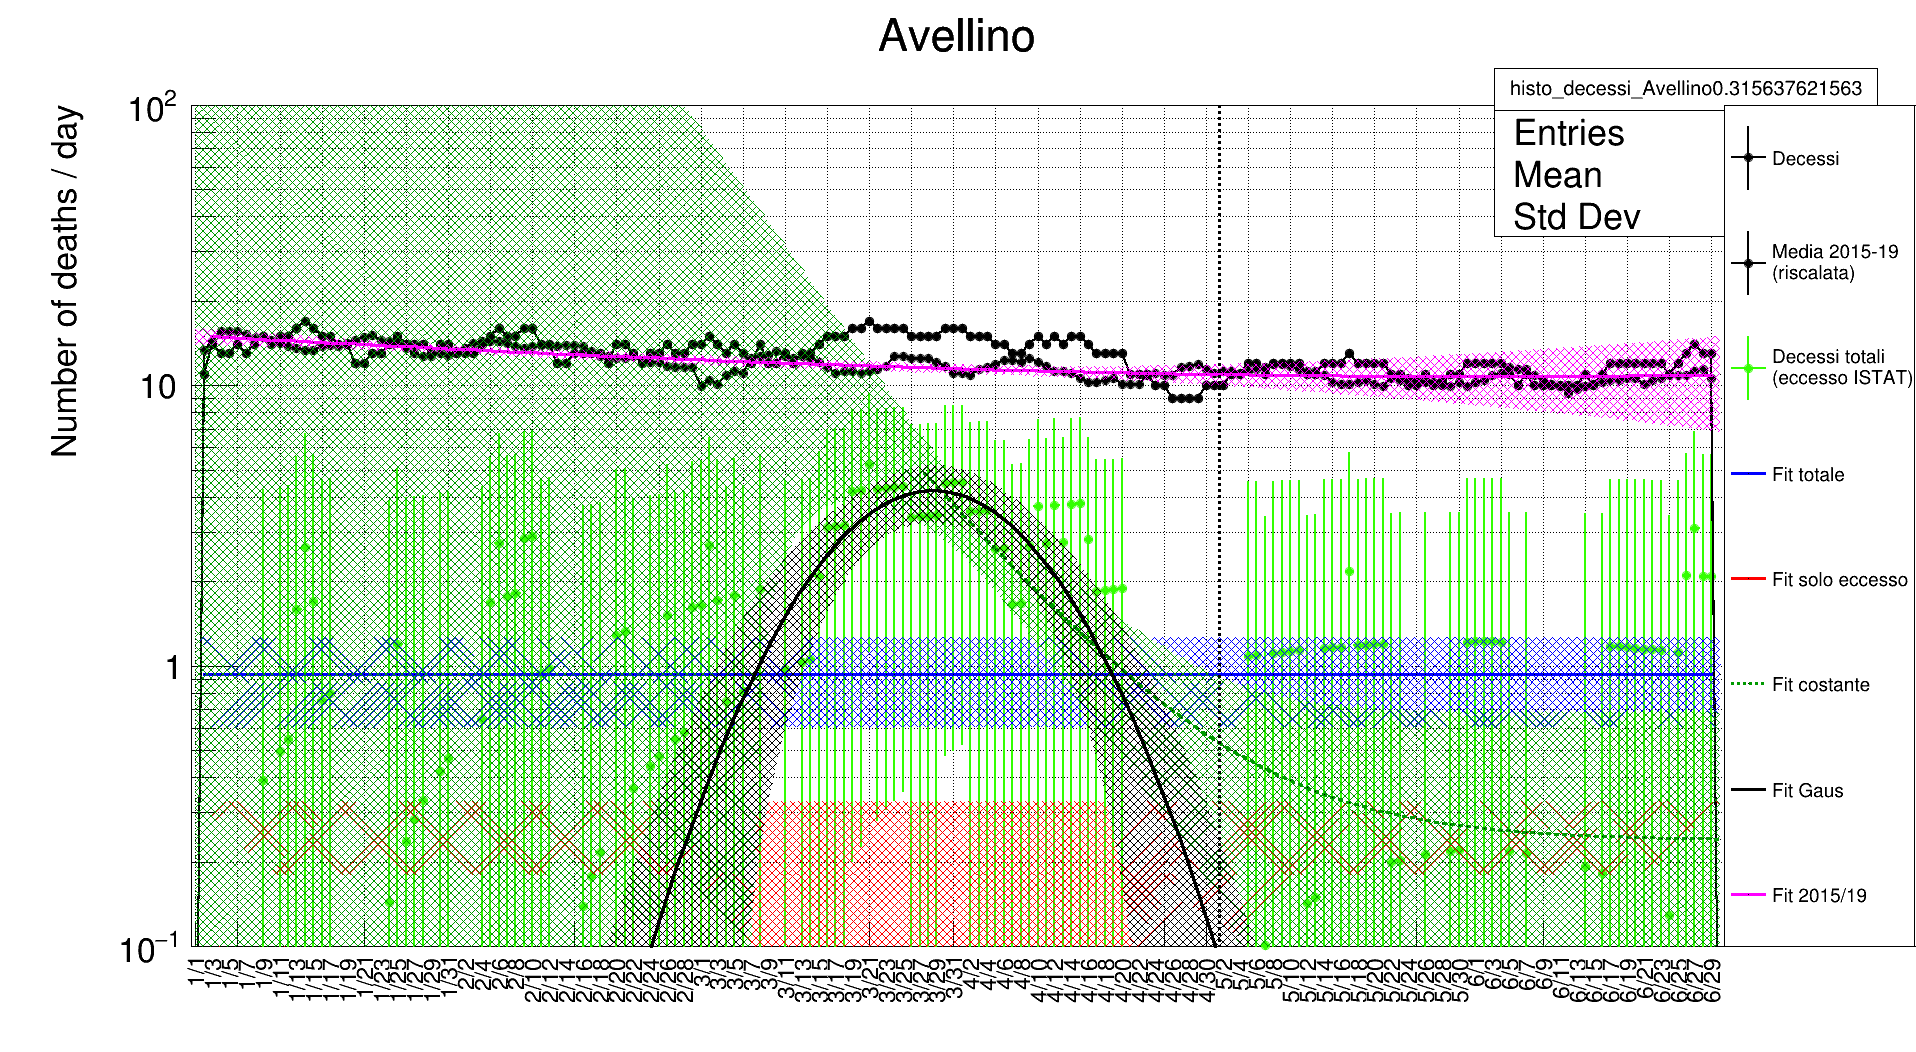 Avellino
histo_decessi_Avellino0.315637621563
Entries
Mean
Std Dev
Number of deaths / day
10²
10
1
10⁻¹
Decessi
Media 2015-19
(riscalata)
Decessi totali
(eccesso ISTAT)
Fit totale
Fit solo eccesso
Fit costante
Fit Gaus
Fit 2015/19
1/1 1/3 1/5 1/7 1/9 1/11 1/13 1/15 1/17 1/19 1/21 1/23 1/25 1/27 1/29 1/31 2/2 2/4 2/6 2/8 2/10 2/12 2/14 2/16 2/18 2/20 2/22 2/24 2/26 2/28 3/1 3/3 3/5 3/7 3/9 3/11 3/13 3/15 3/17 3/19 3/21 3/23 3/25 3/27 3/29 3/31 4/2 4/4 4/6 4/8 4/10 4/12 4/14 4/16 4/18 4/20 4/22 4/24 4/26 4/28 4/30 5/2 5/4 5/6 5/8 5/10 5/12 5/14 5/16 5/18 5/20 5/22 5/24 5/26 5/28 5/30 6/1 6/3 6/5 6/7 6/9 6/11 6/13 6/15 6/17 6/19 6/21 6/23 6/25 6/27 6/29